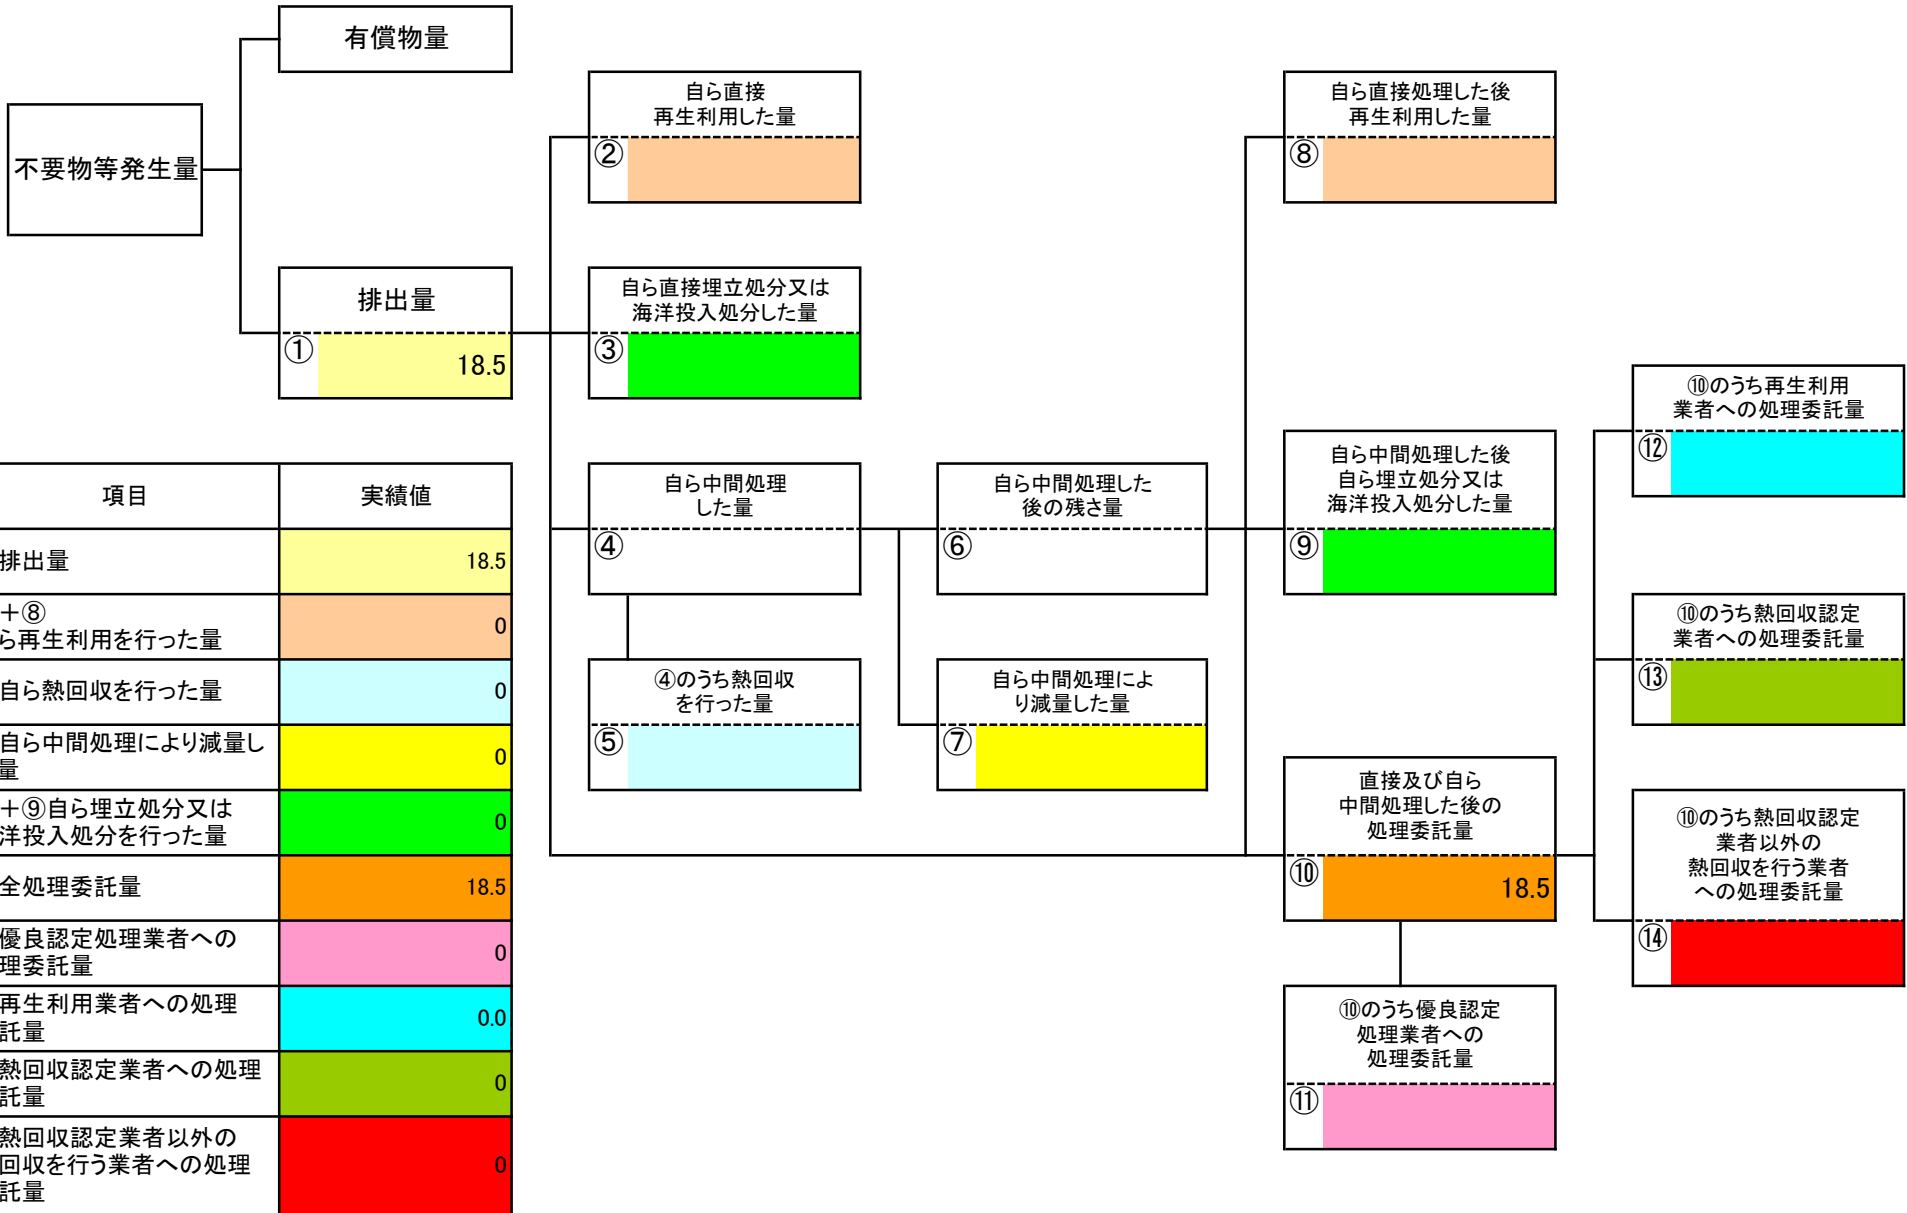 有償物量
不要物等発生量
排出量
①
18.5
自ら直接
再生利用した量
②
自ら直接埋立処分又は
海洋投入処分した量
③
自ら中間処理
した量
④
④のうち熱回収
を行った量
⑤
自ら中間処理した
後の残さ量
⑥
自ら中間処理によ
り減量した量
⑦
自ら直接処理した後
再生利用した量
⑧
自ら中間処理した後
自ら埋立処分又は
海洋投入処分した量
⑨
直接及び自ら
中間処理した後の
処理委託量
⑩
18.5
⑩のうち優良認定
処理業者への
処理委託量
⑪
⑩のうち再生利用
業者への処理委託量
⑫
⑩のうち熱回収認定
業者への処理委託量
⑬
⑩のうち熱回収認定
業者以外の
熱回収を行う業者
への処理委託量
⑭
項目
実績値
排出量
18.5
+⑧
ら再生利用を行った量
0
自ら熱回収を行った量
0
自ら中間処理により減量し
量
0
+⑨自ら埋立処分又は
洋投入処分を行った量
0
全処理委託量
18.5
優良認定処理業者への
理委託量
0
再生利用業者への処理
託量
0.0
熱回収認定業者への処理
託量
0
熱回収認定業者以外の
回収を行う業者への処理
託量
0